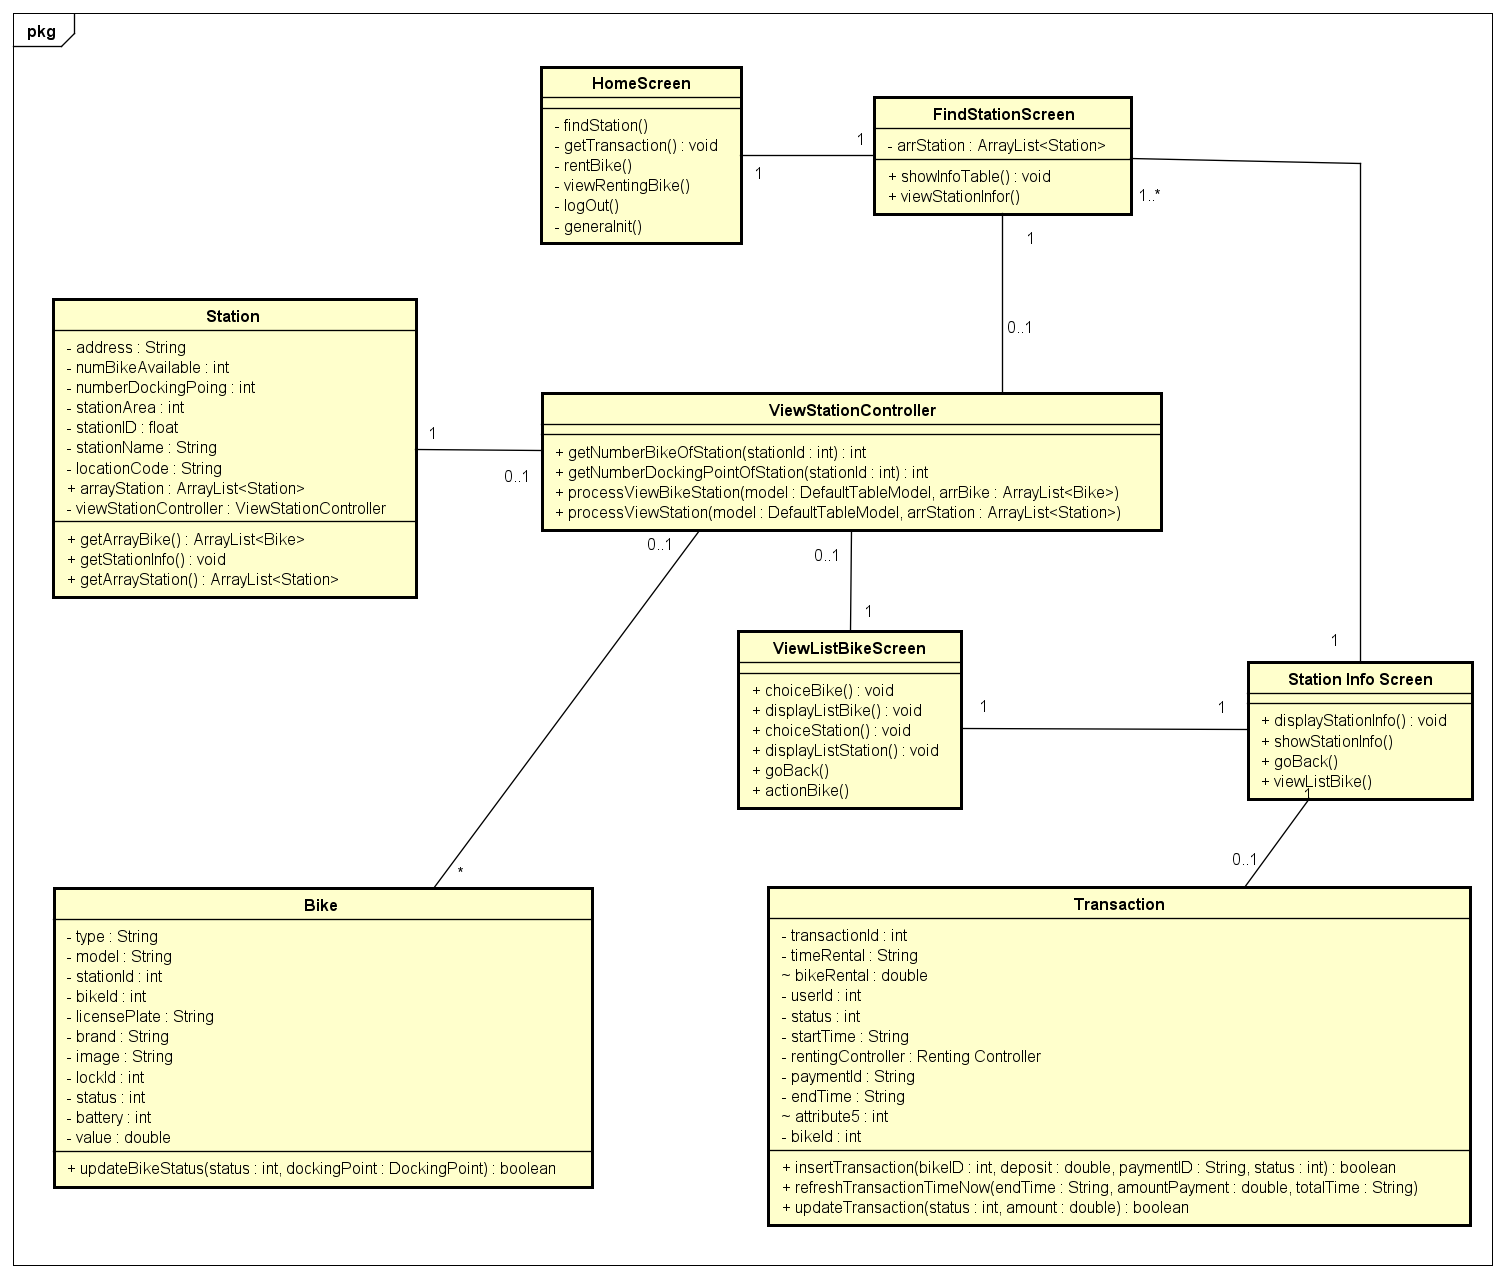 pkg
HomeScreen
- findStation()
- getTransaction() : void
- rentBike()
- viewRentingBike()
- logOut()
- generaInit()
1
1
FindStationScreen
- arrStation : ArrayList<Station>
+ showInfoTable() : void
+ viewStationInfor()
1..*
1
0..1
Station
- address : String
- numBikeAvailable : int
- numberDockingPoing : int
- stationArea : int
- stationID : float
- stationName : String
- locationCode : String
+ arrayStation : ArrayList<Station>
- viewStationController : ViewStationController
+ getArrayBike() : ArrayList<Bike>
+ getStationInfo() : void
+ getArrayStation() : ArrayList<Station>
1
0..1
ViewStationController
+ getNumberBikeOfStation(stationId : int) : int
+ getNumberDockingPointOfStation(stationId : int) : int
+ processViewBikeStation(model : DefaultTableModel, arrBike : ArrayList<Bike>)
+ processViewStation(model : DefaultTableModel, arrStation : ArrayList<Station>)
0..1
0..1
1
ViewListBikeScreen
+ choiceBike() : void
+ displayListBike() : void
+ choiceStation() : void
+ displayListStation() : void
+ goBack()
+ actionBike()
1
1
1
Station Info Screen
+ displayStationInfo() : void
+ showStationInfo()
+ goBack()
+ viewListBike()
1
0..1
*
Bike
- type : String
- model : String
- stationId : int
- bikeId : int
- licensePlate : String
- brand : String
- image : String
- lockId : int
- status : int
- battery : int
- value : double
+ updateBikeStatus(status : int, dockingPoint : DockingPoint) : boolean
Transaction
- transactionId : int
- timeRental : String
~ bikeRental : double
- userId : int
- status : int
- startTime : String
- rentingController : Renting Controller
- paymentId : String
- endTime : String
~ attribute5 : int
- bikeId : int
+ insertTransaction(bikeID : int, deposit : double, paymentID : String, status : int) : boolean
+ refreshTransactionTimeNow(endTime : String, amountPayment : double, totalTime : String)
+ updateTransaction(status : int, amount : double) : boolean